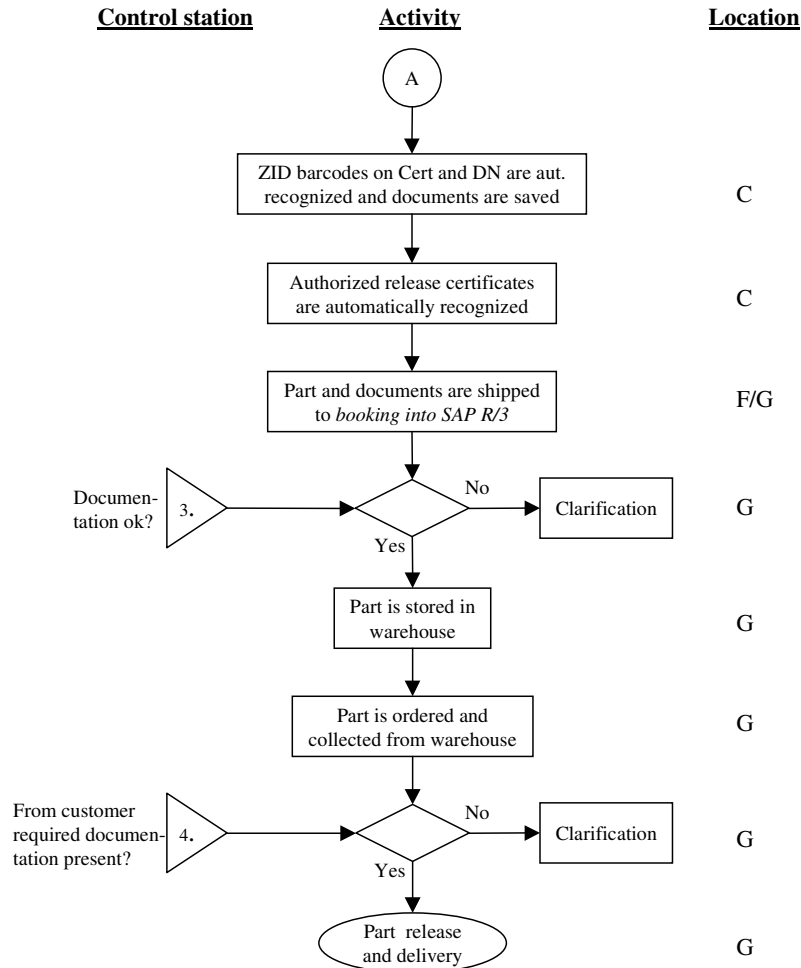 Control station
Activity
Location
A
ZID barcodes on Cert and DN are aut.
recognized and documents are saved
C
Authorized release certificates
are automatically recognized
C
Part and documents are shipped
to booking into SAP R/3
F/G
Documen-
tation ok?
3.
No
Clarification
G
Yes
Part is stored in
warehouse
G
Part is ordered and
collected from warehouse
G
From customer
required documen-
tation present?
4.
No
Clarification
G
Yes
Part release
and delivery
G